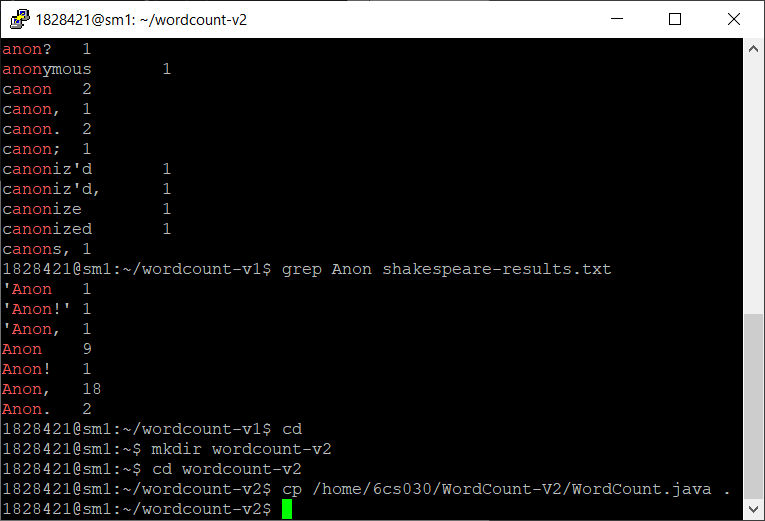 1828421@sm1: ~/wordcount-v2
anon?   1
anonymous       1
canon   2
canon,  1
canon.  2
canon;  1
canoniz'd       1
canoniz'd,      1
canonize        1
canonized       1
canons, 1
1828421@sm1:~/wordcount-v1$ grep Anon shakespeare-results.txt
'Anon   1
'Anon!' 1
'Anon,  1
Anon    9
Anon!   1
Anon,   18
Anon.   2
1828421@sm1:~/wordcount-v1$ cd
1828421@sm1:~$ mkdir wordcount-v2
1828421@sm1:~$ cd wordcount-v2
1828421@sm1:~/wordcount-v2$ cp /home/6cs030/WordCount-V2/WordCount.java .
1828421@sm1:~/wordcount-v2$